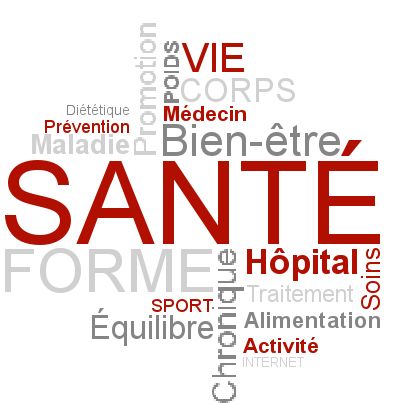 Promotion
POIDS
VIE
CORPS
Diététique
Médecin
Prévention
Maladie
Bien-être
SANTÉ
FORME
Chronique
Hôpital
Soins
Traitement
SPORT
Équilibre
Alimentation
Activité
INTERNET